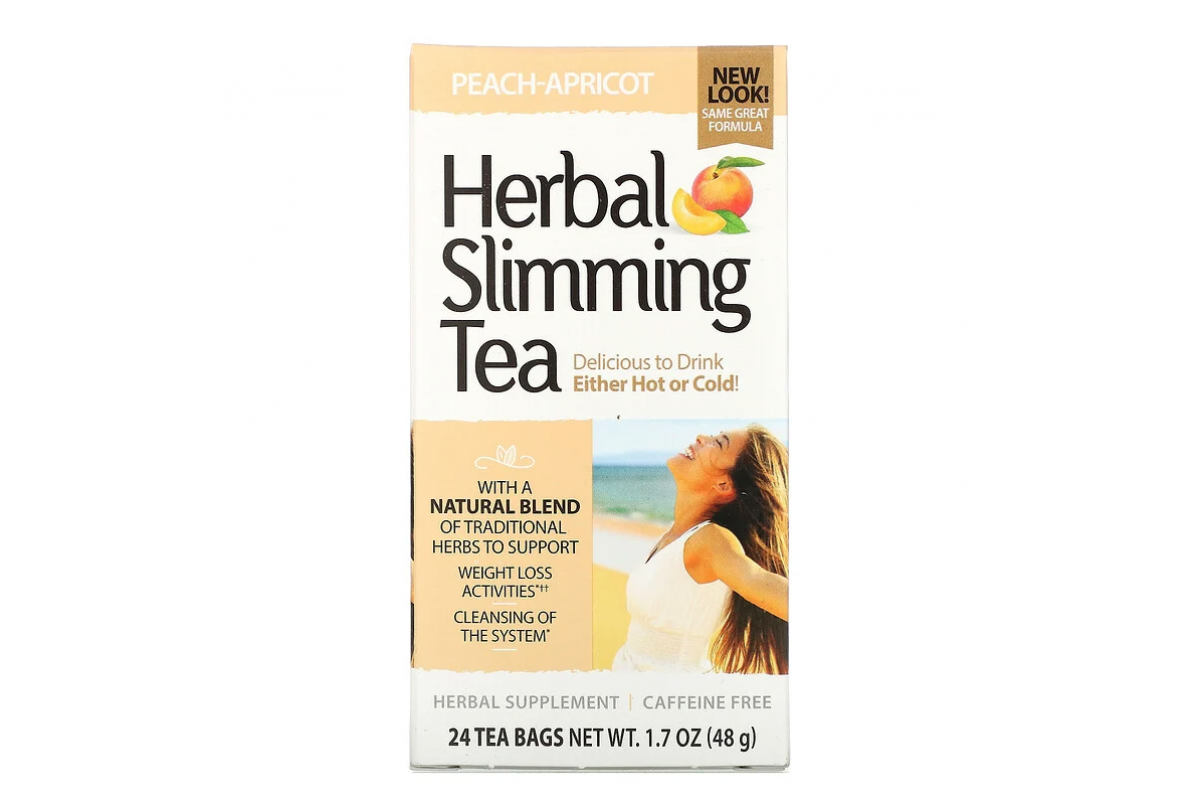 PEACH-APRICOT
NEW
LOOK!
SAME GREAT
FORMULA
Herbal
Slimming
Tea
Delicious to Drink
Either Hot or Cold!
WITH A
NATURAL BLEND
OF TRADITIONAL
HERBS TO SUPPORT
WEIGHT LOSS
ACTIVITIES*††
CLEANSING OF
THE SYSTEM*
HERBAL SUPPLEMENT | CAFFEINE FREE
24 TEA BAGS NET WT. 1.7 OZ (48 g)